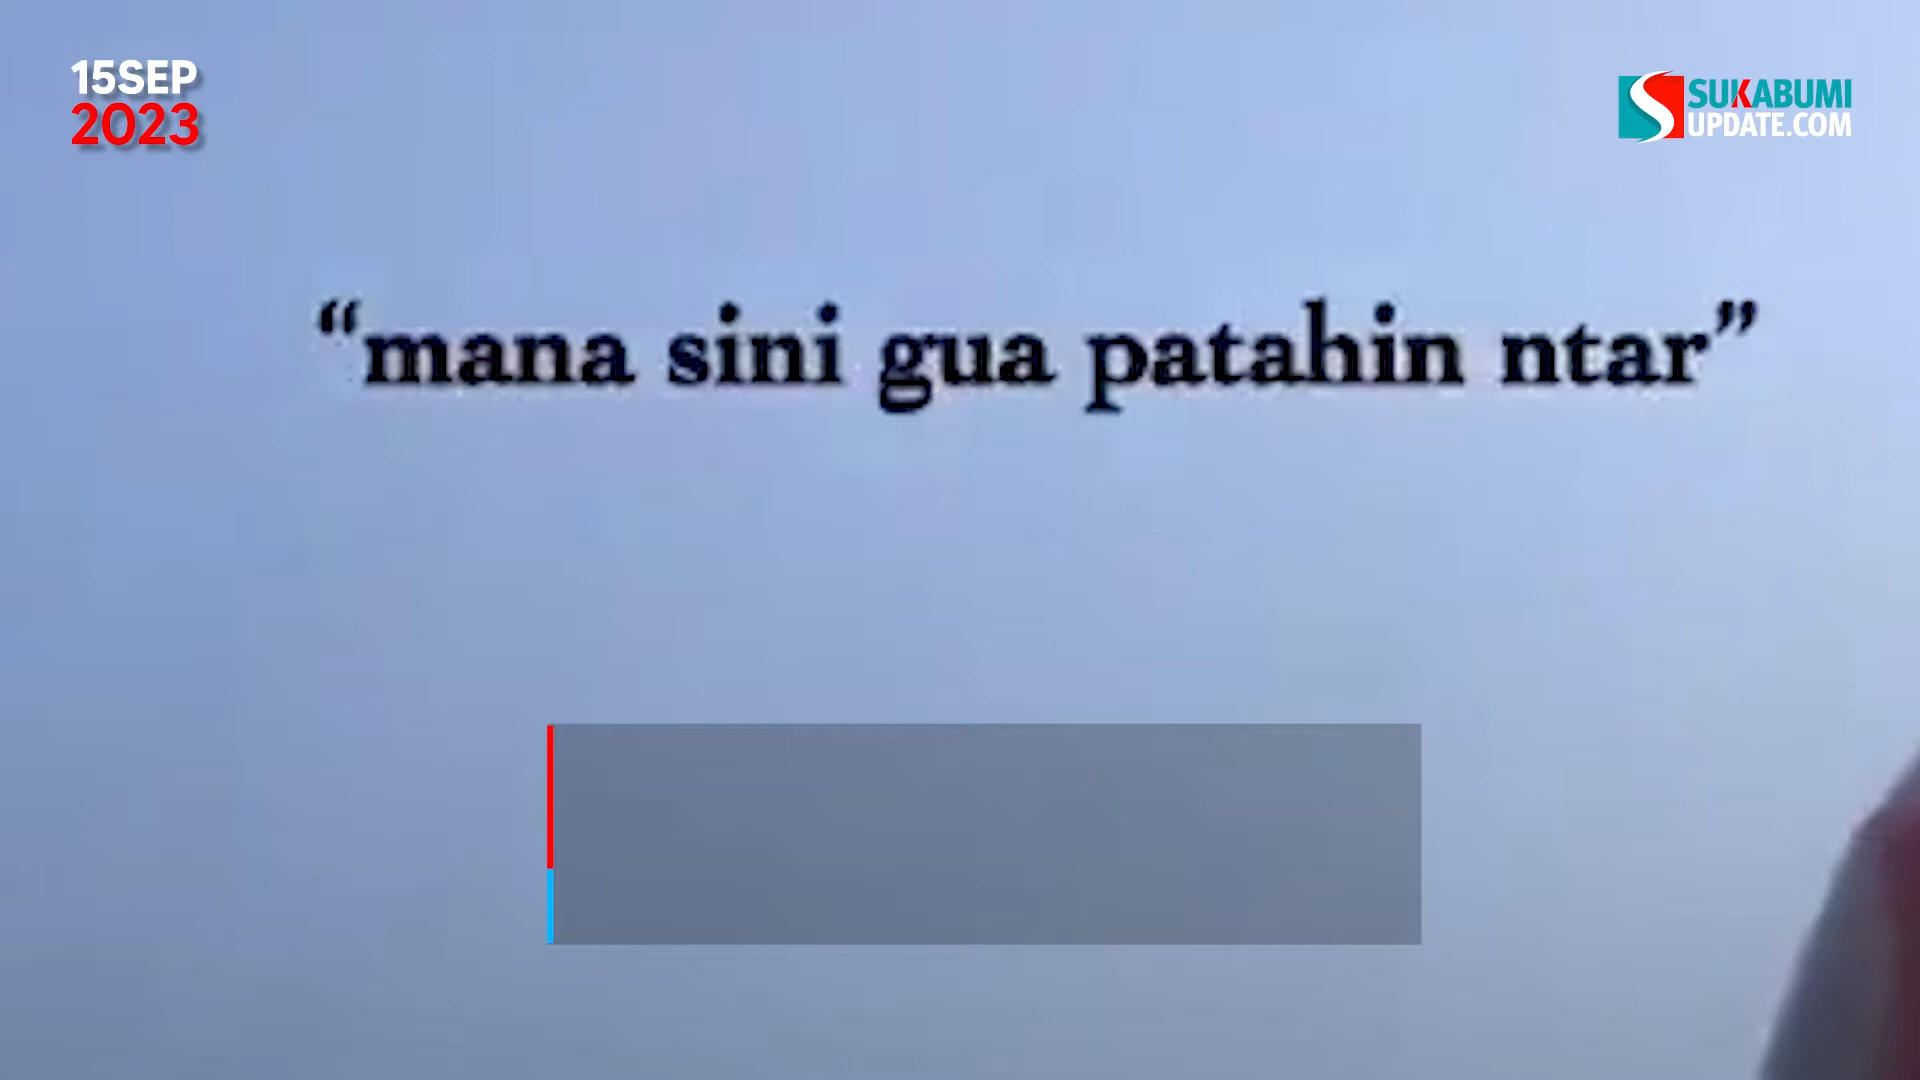 15SEP
2023
SUKABUMI
UPDATE.COM
“mana sini gua patahin ntar”